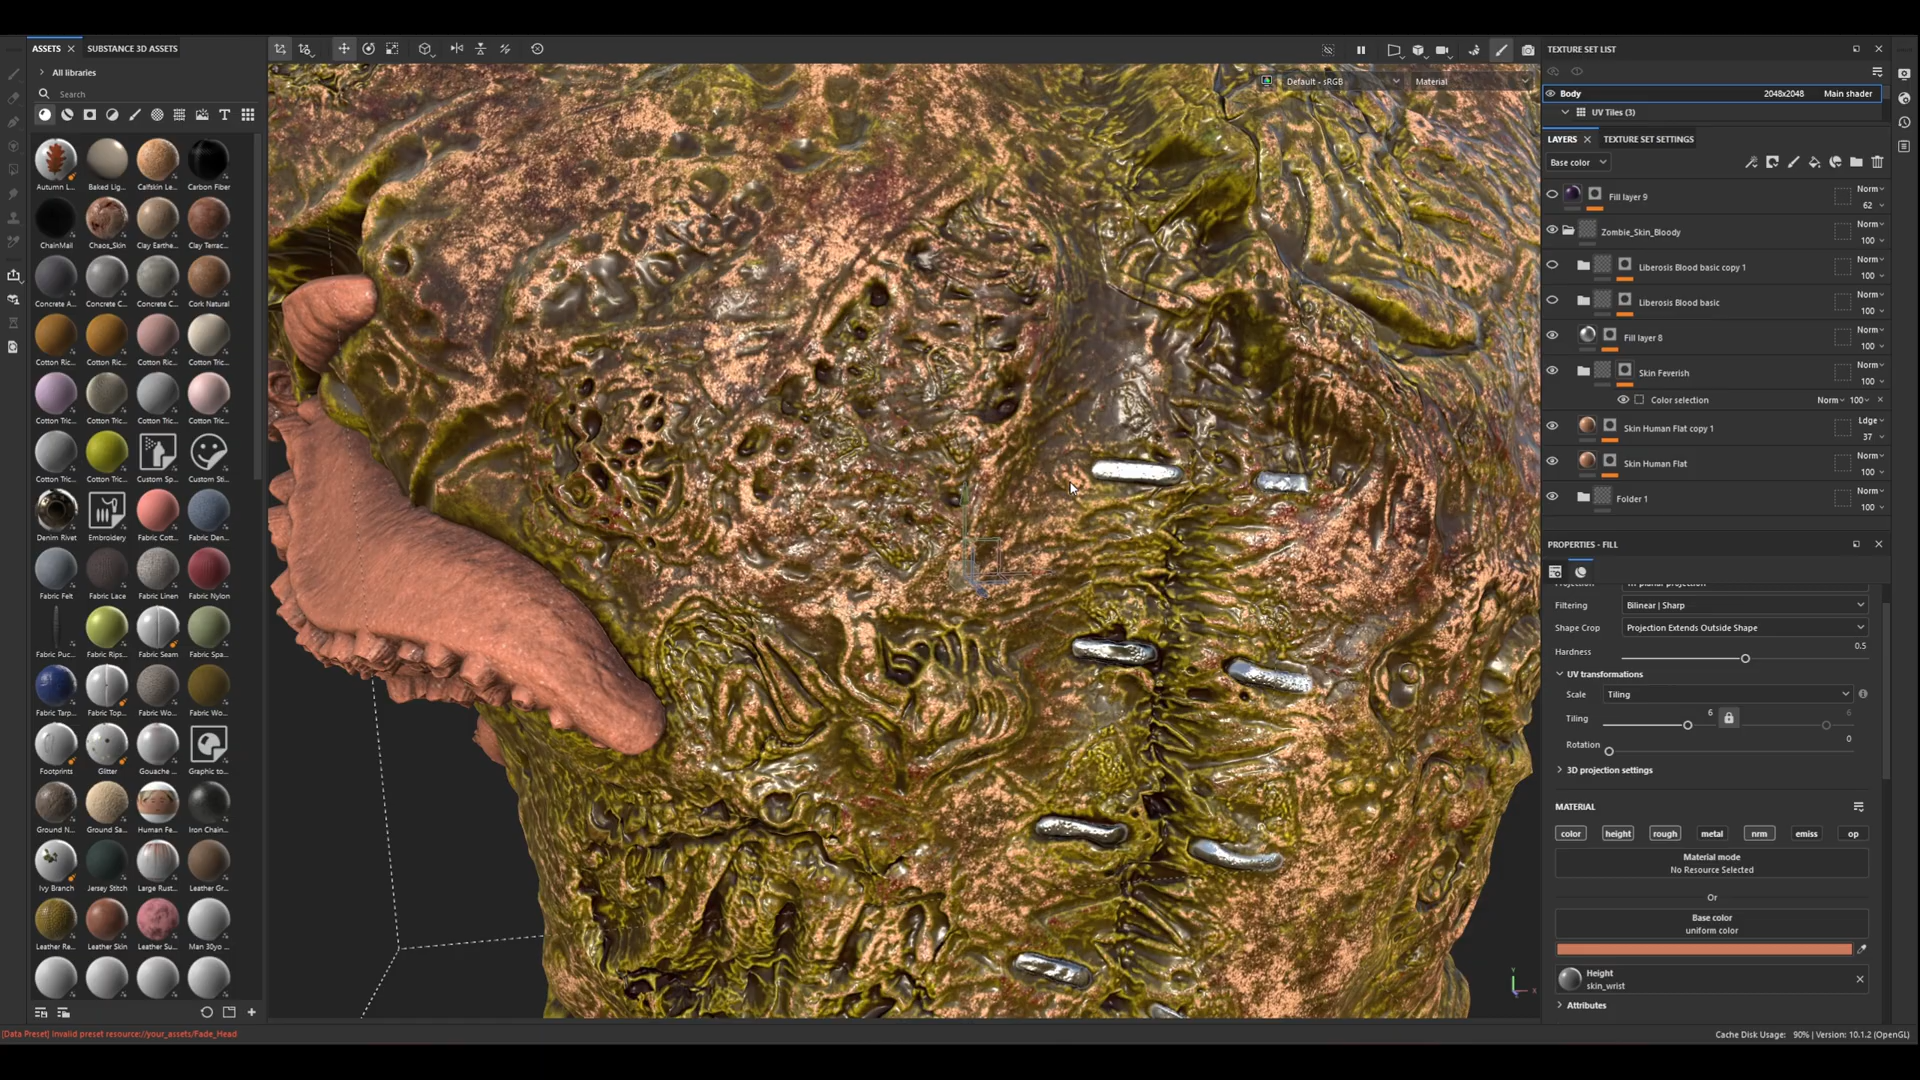 ASSETS
SUBSTANCE 3D ASSETS
All libraries
Search
Autumn L...
Baked Lig...
Calfskin Le...
Carbon Fiber
ChainMail
Chaos_Skin
Clay Earthe...
Clay Terrac...
Concrete A...
Concrete B...
Concrete C...
Cork Natural
Cotton Ric...
Cotton Ric...
Cotton Ric...
Cotton Tric...
Cotton Tric...
Cotton Tric...
Cotton Tric...
Cotton Tric...
Cotton Tric...
Cotton Tric...
Custom Sp...
Custom Sti...
Denim Rivet
Embroidery
Fabric Cott...
Fabric Den...
Fabric Felt
Fabric Lace
Fabric Linen
Fabric Nylon
Fabric Puc...
Fabric Rips...
Fabric Seam
Fabric Spa...
Fabric Tarp...
Fabric Top...
Fabric Wo...
Fabric Wo...
Footprints
Glitter
Gouache ...
Graphic to...
Ground N...
Ground Sa...
Human Fe...
Iron Chain...
Ivy Branch
Jersey Stitch
Large Rust...
Leather Gr...
Leather Re...
Leather Skin
Leather Su...
Man 30yo ...
Default - sRGB
Material
Y
TEXTURE SET LIST
Body
2048x2048
Main shader
UV Tiles (3)
LAYERS
TEXTURE SET SETTINGS
Base color
Fill layer 9
Norm
62
Zombie_Skin_Bloody
Norm
100
Liberosis Blood basic copy 1
Norm
100
Liberosis Blood basic
Norm
100
Fill layer 8
Norm
100
Skin Feverish
Norm
100
Color selection
Norm
100
Skin Human Flat copy 1
Ldge
37
Skin Human Flat
Norm
100
Folder 1
Norm
100
PROPERTIES - FILL
Filtering
Bilinear | Sharp
Shape Crop
Projection Extends Outside Shape
Hardness
0.5
UV transformations
Scale
Tiling
Tiling
6
6
Rotation
0
3D projection settings
MATERIAL
color
height
rough
metal
nrm
emiss
op
Material mode
No Resource Selected
Or
Base color
uniform color
Height
skin_wrist
Attributes
[Data Preset] Invalid preset resource://your_assets/Fade_Head
Cache Disk Usage: 90% | Version: 10.1.2 (OpenGL)